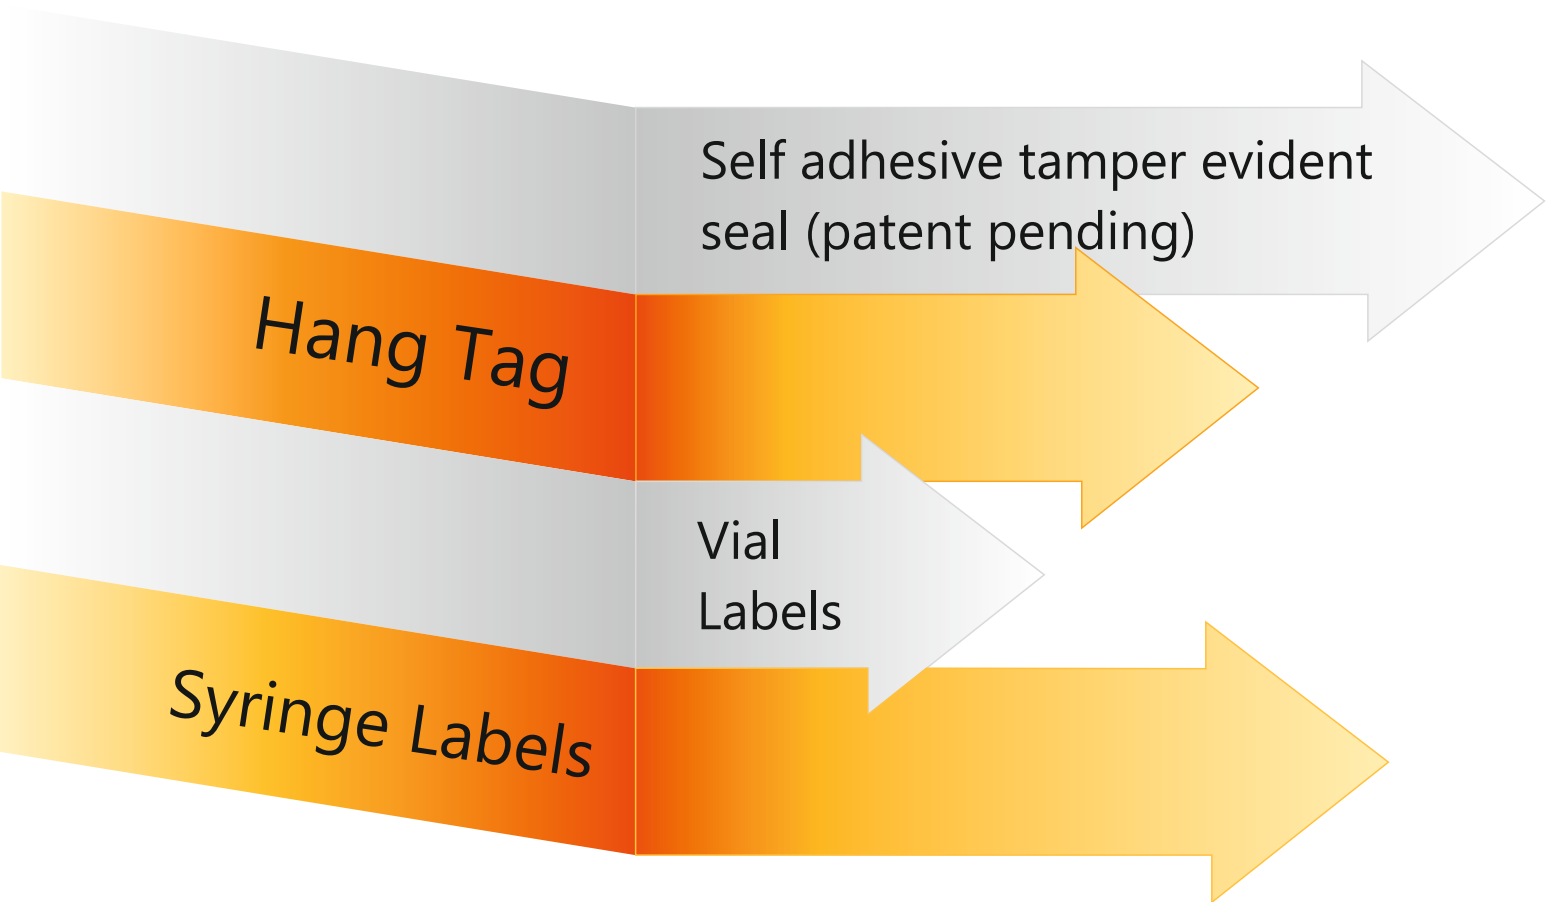 Self adhesive tamper evident
seal (patent pending)
Hang Tag
Vial
Labels
Syringe Labels